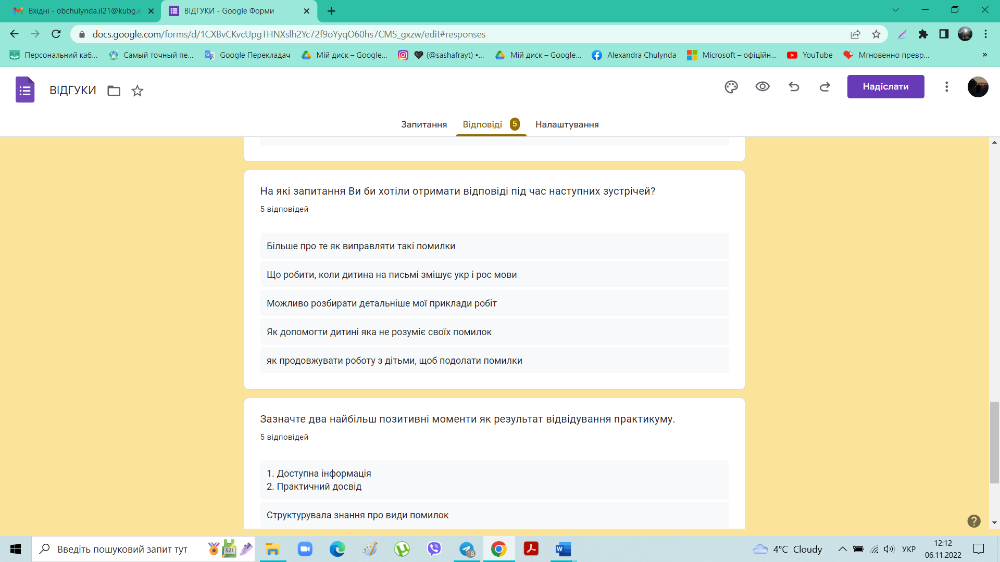 Вхідні - obchulynda.il21@kubg.e
ВІДГУКИ - Google Форми
docs.google.com/forms/d/1CXBvCKvcUpgTHNXslh2Yc72f9oYyqO60hs7CMS_gxzw/edit#responses
Персональний каб...
Самый точный пе...
Google Перекладач
Мій диск – Google...
(@sashafrayt) •...
Мій диск – Google...
Alexandra Chulynda
Microsoft – офіційн...
YouTube
Мгновенно превр...
»
ВІДГУКИ
Надіслати
Запитання
Відповіді 5
Налаштування
На які запитання Ви би хотіли отримати відповіді під час наступних зустрічей?
5 відповідей
Більше про те як виправляти такі помилки
Що робити, коли дитина на письмі змішує укр і рос мови
Можливо розбирати детальніше мої приклади робіт
Як допомогти дитині яка не розуміє своїх помилок
як продовжувати роботу з дітьми, щоб подолати помилки
Зазначте два найбільш позитивні моменти як результат відвідування практикуму.
5 відповідей
1. Доступна інформація
2. Практичний досвід
Структурувала знання про види помилок
Введіть пошуковий запит тут
521
18
4°C Cloudy
УКР
12:12
06.11.2022